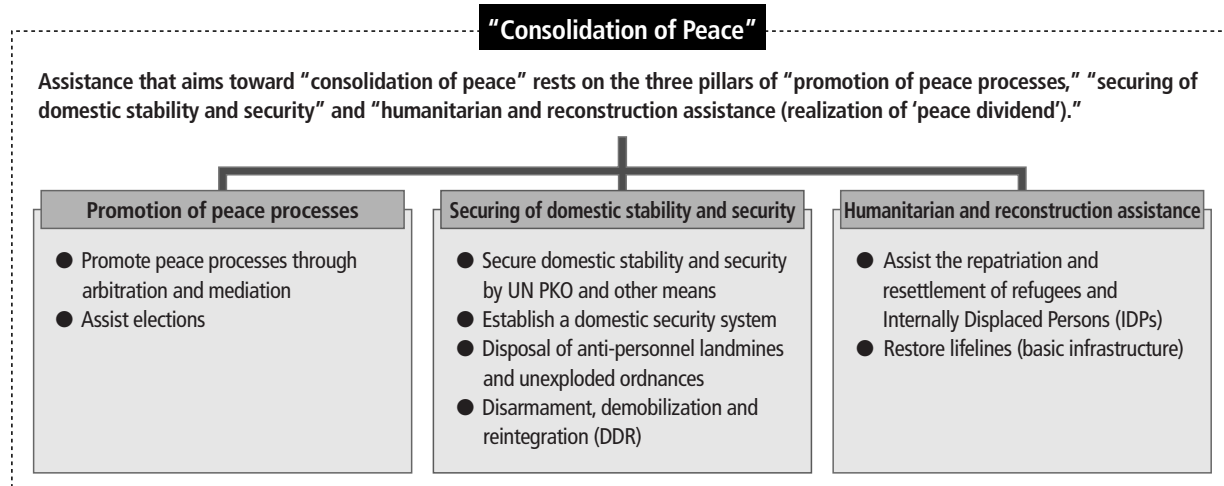 “Consolidation of Peace”
Assistance that aims toward “consolidation of peace” rests on the three pillars of “promotion of peace processes,” “securing of
domestic stability and security” and “humanitarian and reconstruction assistance (realization of ‘peace dividend’).”
Promotion of peace processes
● Promote peace processes through
arbitration and mediation
● Assist elections
Securing of domestic stability and security
● Secure domestic stability and security
by UN PKO and other means
● Establish a domestic security system
● Disposal of anti-personnel landmines
and unexploded ordnances
● Disarmament, demobilization and
reintegration (DDR)
Humanitarian and reconstruction assistance
● Assist the repatriation and
resettlement of refugees and
Internally Displaced Persons (IDPs)
● Restore lifelines (basic infrastructure)